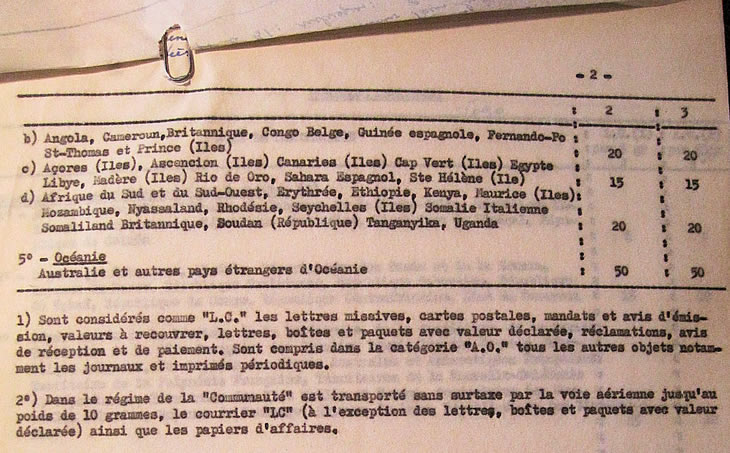 - 2 -
2 3
b) Angola, Cameroun,Britannique, Congo Belge, Guinée espagnole, Fernando-Po
St-Thomas et Prince (Iles) 20 20
c) Açores (Iles), Ascencion (Iles) Canaries (Iles) Cap Vert (Iles) Egypte
Libye, Madère (Iles) Rio de Oro, Sahara Espagnol, Ste Hélène (Ile) 15 15
d) Afrique du Sud et du Sud-Ouest, Erythrée, Ethiopie, Kenya, Maurice (Iles)
Mozambique, Nyassaland, Rhodésie, Seychelles (Iles) Somalie Italienne
Somaliland Britannique, Soudan (République) Tanganyika, Uganda 20 20
5° - Océanie
Australie et autres pays étrangers d'Océanie 50 50
1) Sont considérés comme "L.C." les lettres missives, cartes postales, mandats et avis d'émis-
sion, valeurs à recouvrer, lettres, boîtes et paquets avec valeur déclarée, réclamations, avis
de réception et de paiement. Sont compris dans la catégorie "A.O." tous les autres objets notam-
ment les journaux et imprimés périodiques.
2°) Dans le régime de la "Communauté" est transporté sans surtaxe par la voie aérienne jusqu'au
poids de 10 grammes, le courrier "LC" (à l'exception des lettres, boîtes et paquets avec valeur
déclarée) ainsi que les papiers d'affaires.